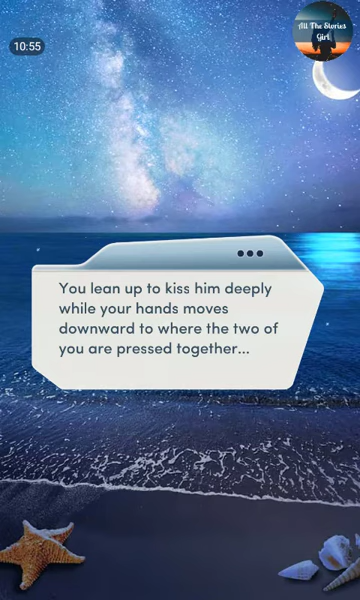 10:55
All The Stories
Girl
You lean up to kiss him deeply
while your hands moves
downward to where the two of
you are pressed together...